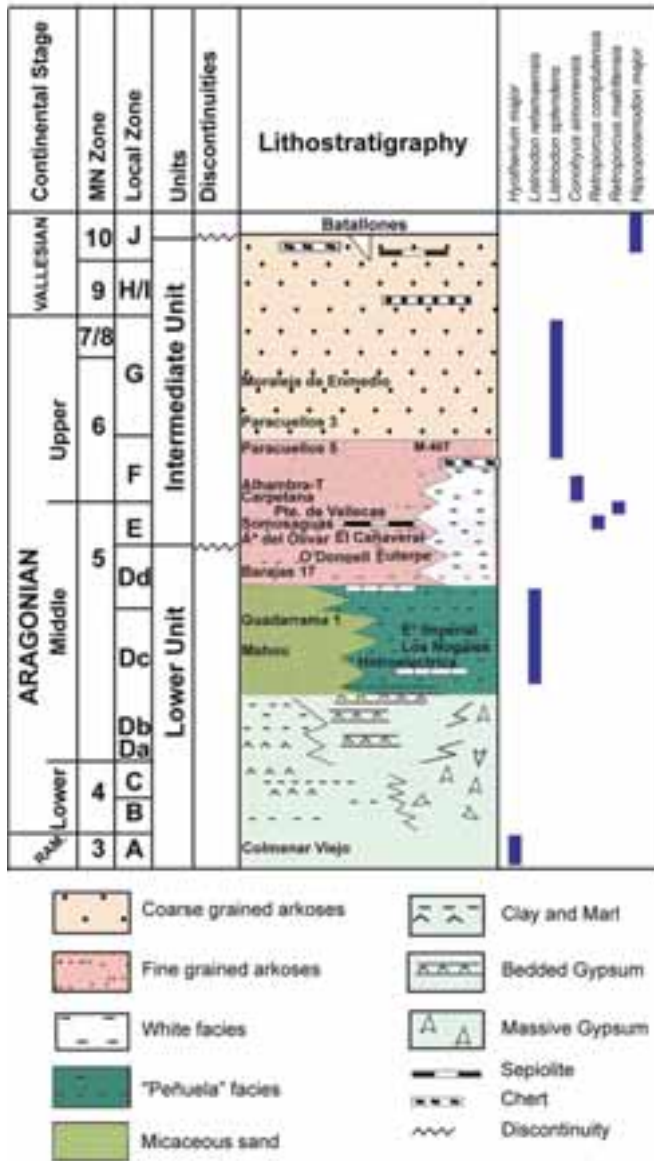 Continental Stage
MN Zone
Local Zone
Units
Discontinuities
Lithostratigraphy
Hyotherium major
Listriodon retamaensis
Listriodon splendens
Conohyus simorrensis
Retroporcus complutensis
Retroporcus matritensis
Hippopotamodon major
VALLESIAN
ARAGONIAN
Upper
Middle
Lower
RAM.
10
9
7/8
6
5
4
3
J
H/I
G
F
E
Dd
Dc
Db
Da
C
B
A
Intermediate Unit
Lower Unit
Batallones
Moraleja de Enmedio
Paracuellos 3
Paracuellos 5 M-407
Alhambra-T
Carpetana
Pte. de Vallecas
Somosaguas
Aº del Olivar El Cañaveral
O'Donnell Euterpe
Barajas 17
Guadarrama 1
Eº Imperial
Mahou Los Nogales
Hidroeléctrica
Colmenar Viejo
Coarse grained arkoses
Fine grained arkoses
White facies
"Peñuela" facies
Micaceous sand
Clay and Marl
Bedded Gypsum
Massive Gypsum
Sepiolite
Chert
Discontinuity